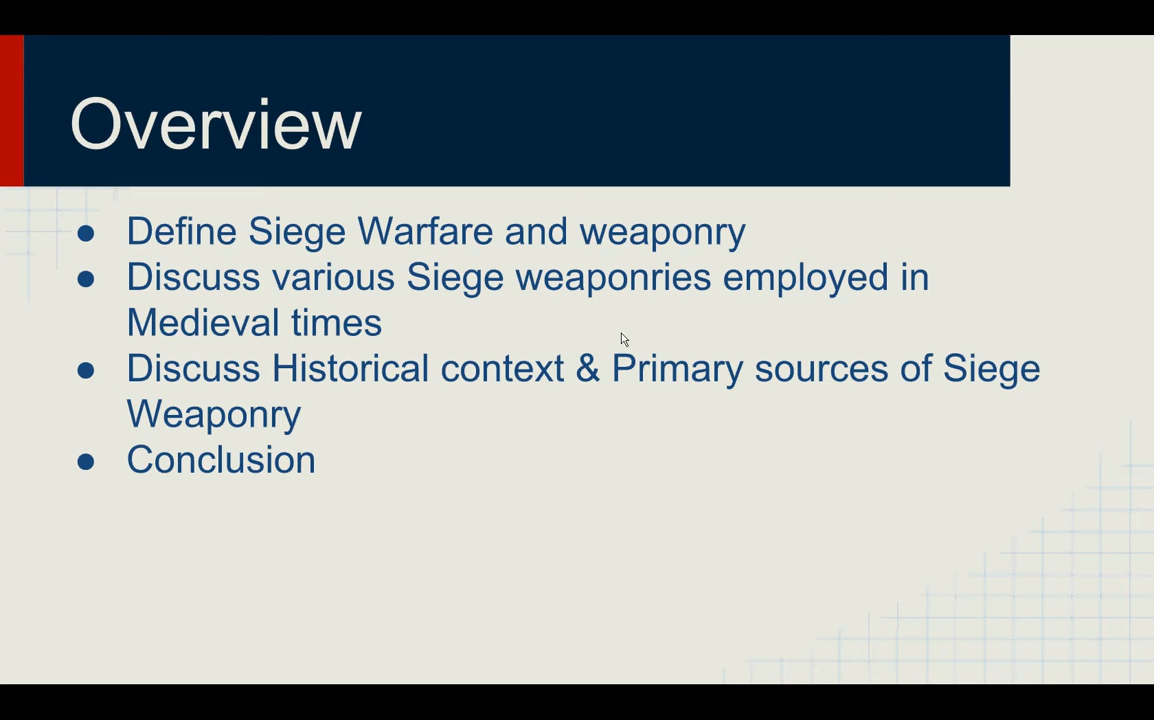 Overview
● Define Siege Warfare and weaponry
● Discuss various Siege weaponries employed in
Medieval times
● Discuss Historical context & Primary sources of Siege
Weaponry
● Conclusion